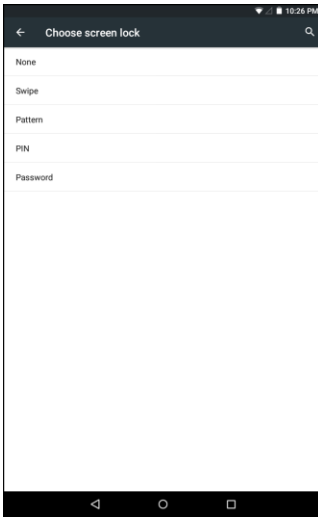 10:26 PM
Choose screen lock
None
Swipe
Pattern
PIN
Password